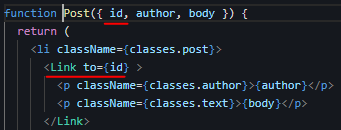 function Post({ id, author, body }) {
return (
<li className={classes.post}>
<Link to={id} >
<p className={classes.author}>{author}</p>
<p className={classes.text}>{body}</p>
</Link>